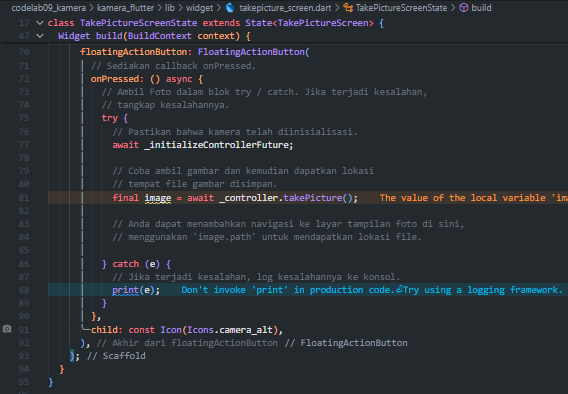 codelab09_kamera > kamera_flutter > lib > widget > takepicture_screen.dart > TakePictureScreenState > build
17 class TakePictureScreenState extends State<TakePictureScreen> {
47 Widget build(BuildContext context) {
70 floatingActionButton: FloatingActionButton(
71 // Sediakan callback onPressed.
72 onPressed: () async {
73 // Ambil Foto dalam blok try / catch. Jika terjadi kesalahan,
74 // tangkap kesalahannya.
75 try {
76 // Pastikan bahwa kamera telah diinisialisasi.
77 await _initializeControllerFuture;
78
79 // Coba ambil gambar dan kemudian dapatkan lokasi
80 // tempat file gambar disimpan.
81 final image = await _controller.takePicture(); The value of the local variable 'ima
82
83 // Anda dapat menambahkan navigasi ke layar tampilan foto di sini,
84 // menggunakan 'image.path' untuk mendapatkan lokasi file.
85
86 } catch (e) {
87 // Jika terjadi kesalahan, log kesalahannya ke konsol.
88 print(e); Don't invoke 'print' in production code.⏎Try using a logging framework.
89 }
90 },
91 child: const Icon(Icons.camera_alt),
92 ), // Akhir dari floatingActionButton // FloatingActionButton
93 ); // Scaffold
94 }
95 }